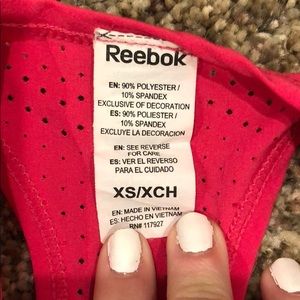 Reebok
EN: 90% POLYESTER /
10% SPANDEX
EXCLUSIVE OF DECORATION
ES: 90% POLIESTER /
10% SPANDEX
EXCLUYE LA DECORACION
EN: SEE REVERSE
FOR CARE
ES: VER EL REVERSO
PARA EL CUIDADO
XS/XCH
EN: MADE IN VIETNAM
ES: HECHO EN VIETNAM
RN# 117927